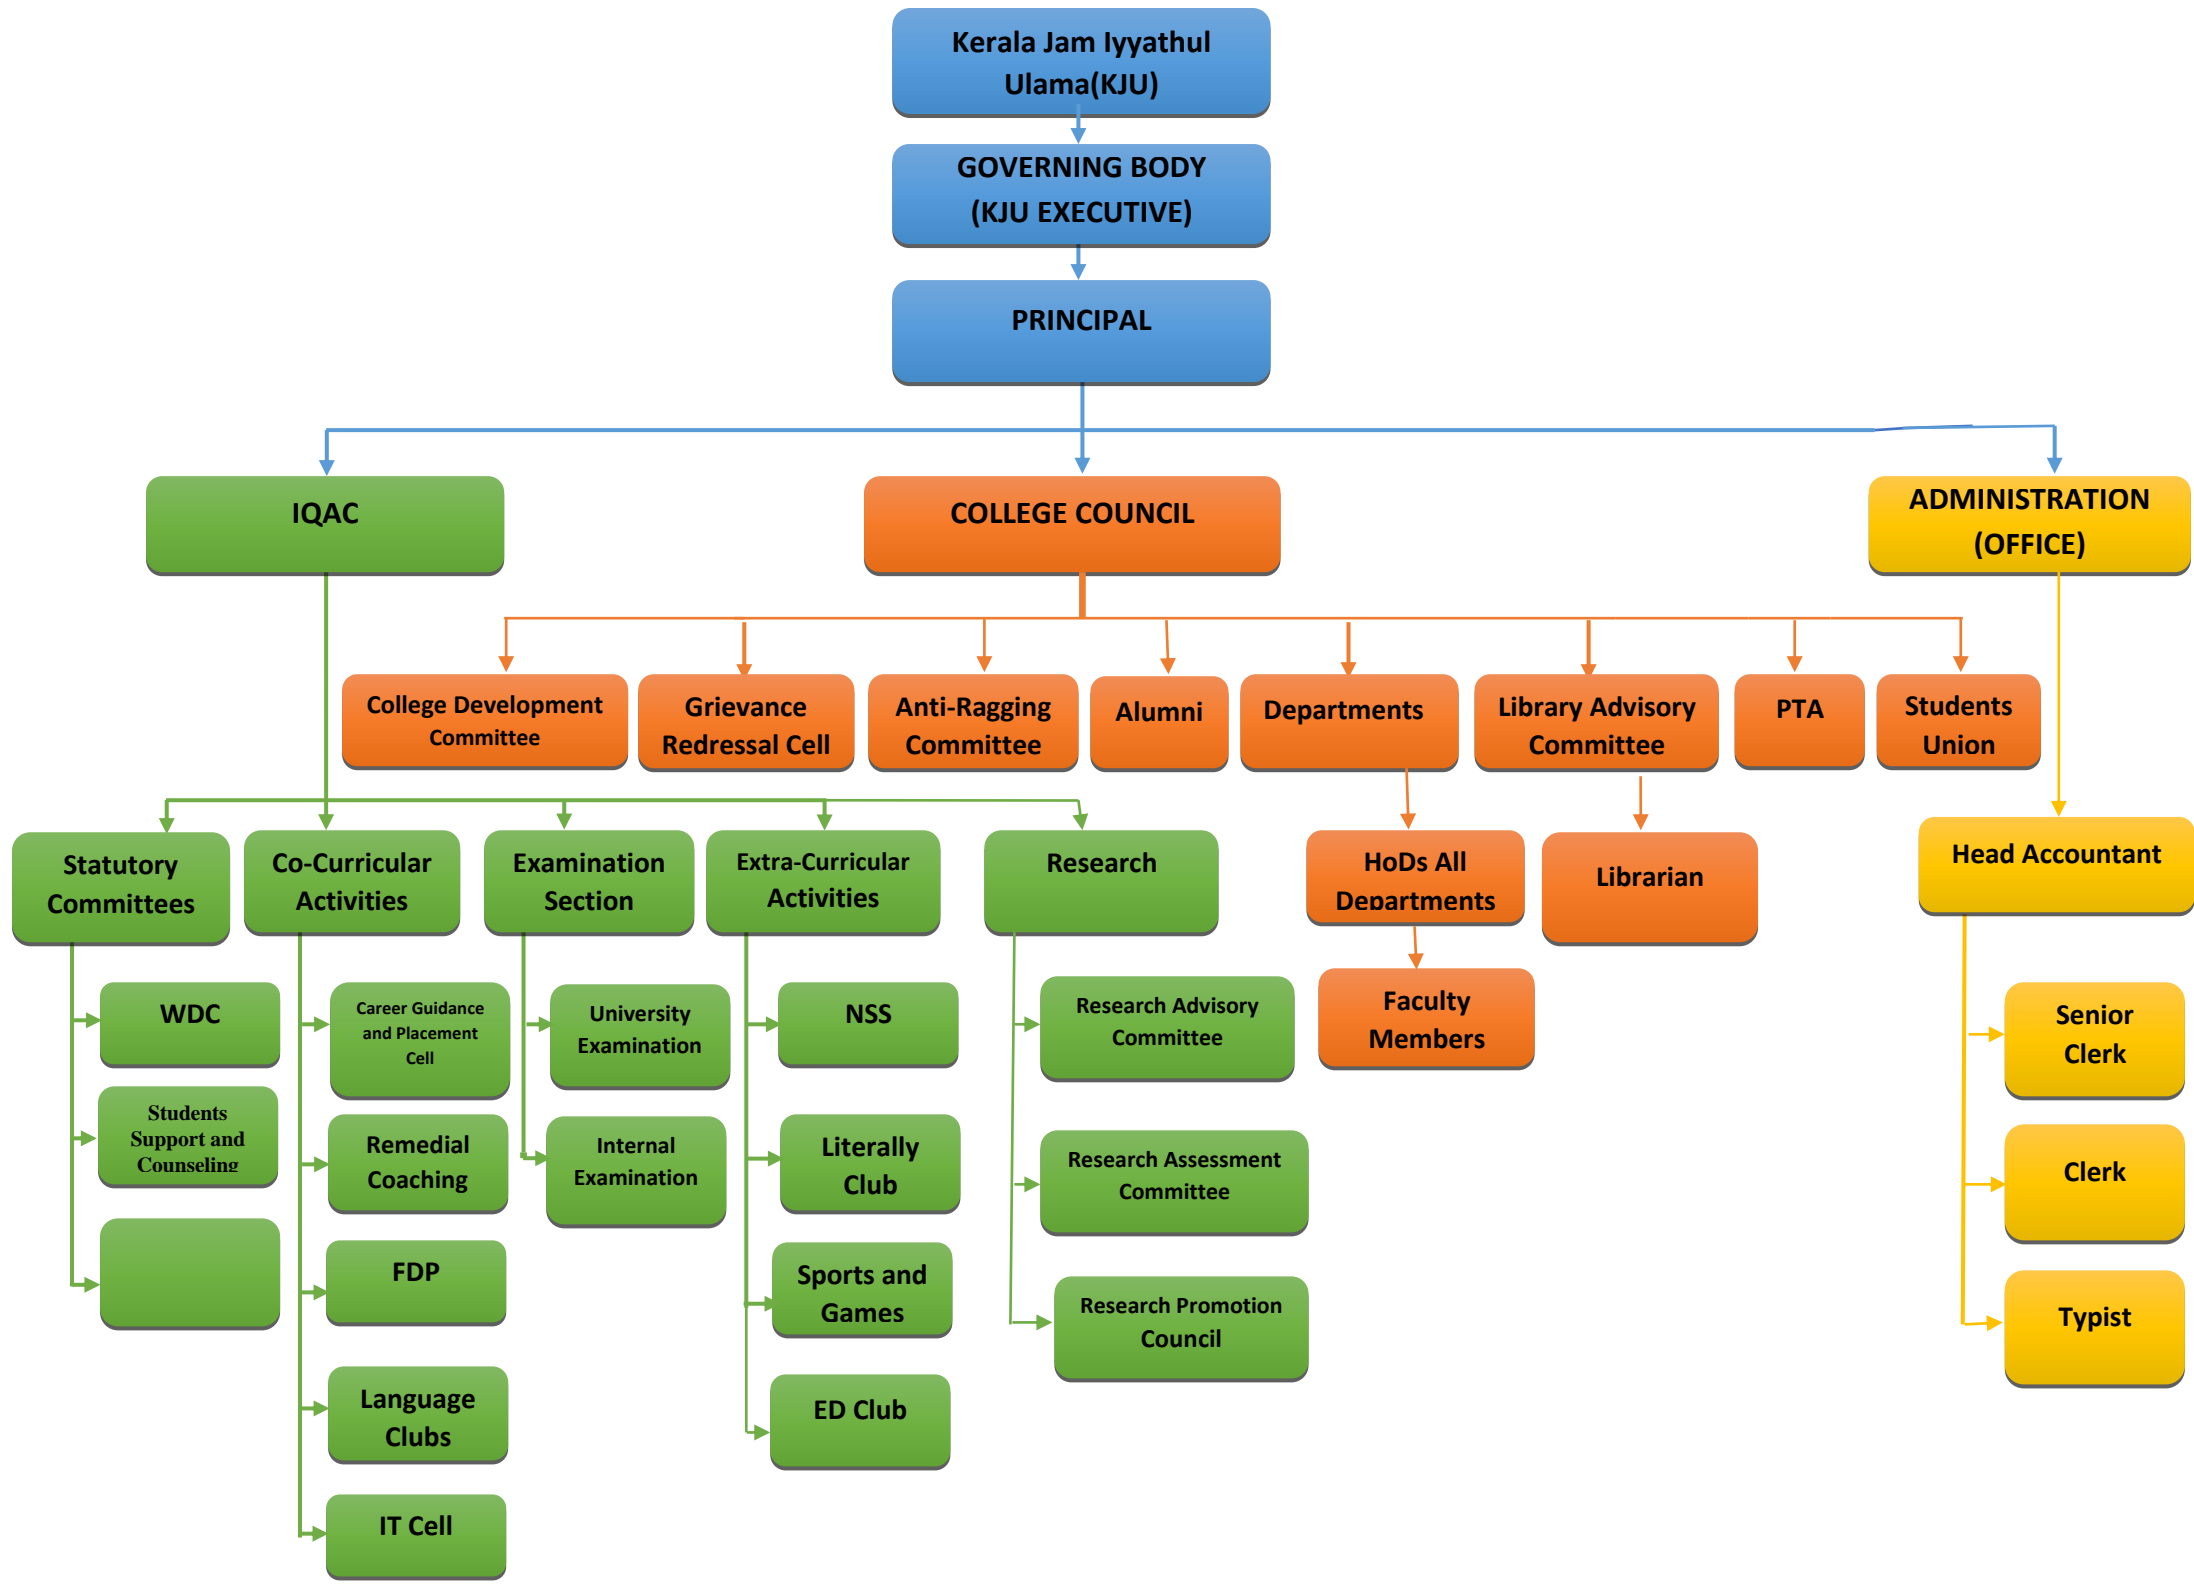 Kerala Jam Iyyathul
Ulama(KJU)
GOVERNING BODY
(KJU EXECUTIVE)
PRINCIPAL
IQAC
COLLEGE COUNCIL
ADMINISTRATION
(OFFICE)
College Development
Committee
Grievance
Redressal Cell
Anti-Ragging
Committee
Alumni
Departments
Library Advisory
Committee
PTA
Students
Union
Statutory
Committees
Co-Curricular
Activities
Examination
Section
Extra-Curricular
Activities
Research
HoDs All
Departments
Librarian
Head Accountant
WDC
Students
Support and
Counseling
Career Guidance
and Placement
Cell
Remedial
Coaching
FDP
Language
Clubs
IT Cell
University
Examination
Internal
Examination
NSS
Literally
Club
Sports and
Games
ED Club
Research Advisory
Committee
Research Assessment
Committee
Research Promotion
Council
Faculty
Members
Senior
Clerk
Clerk
Typist